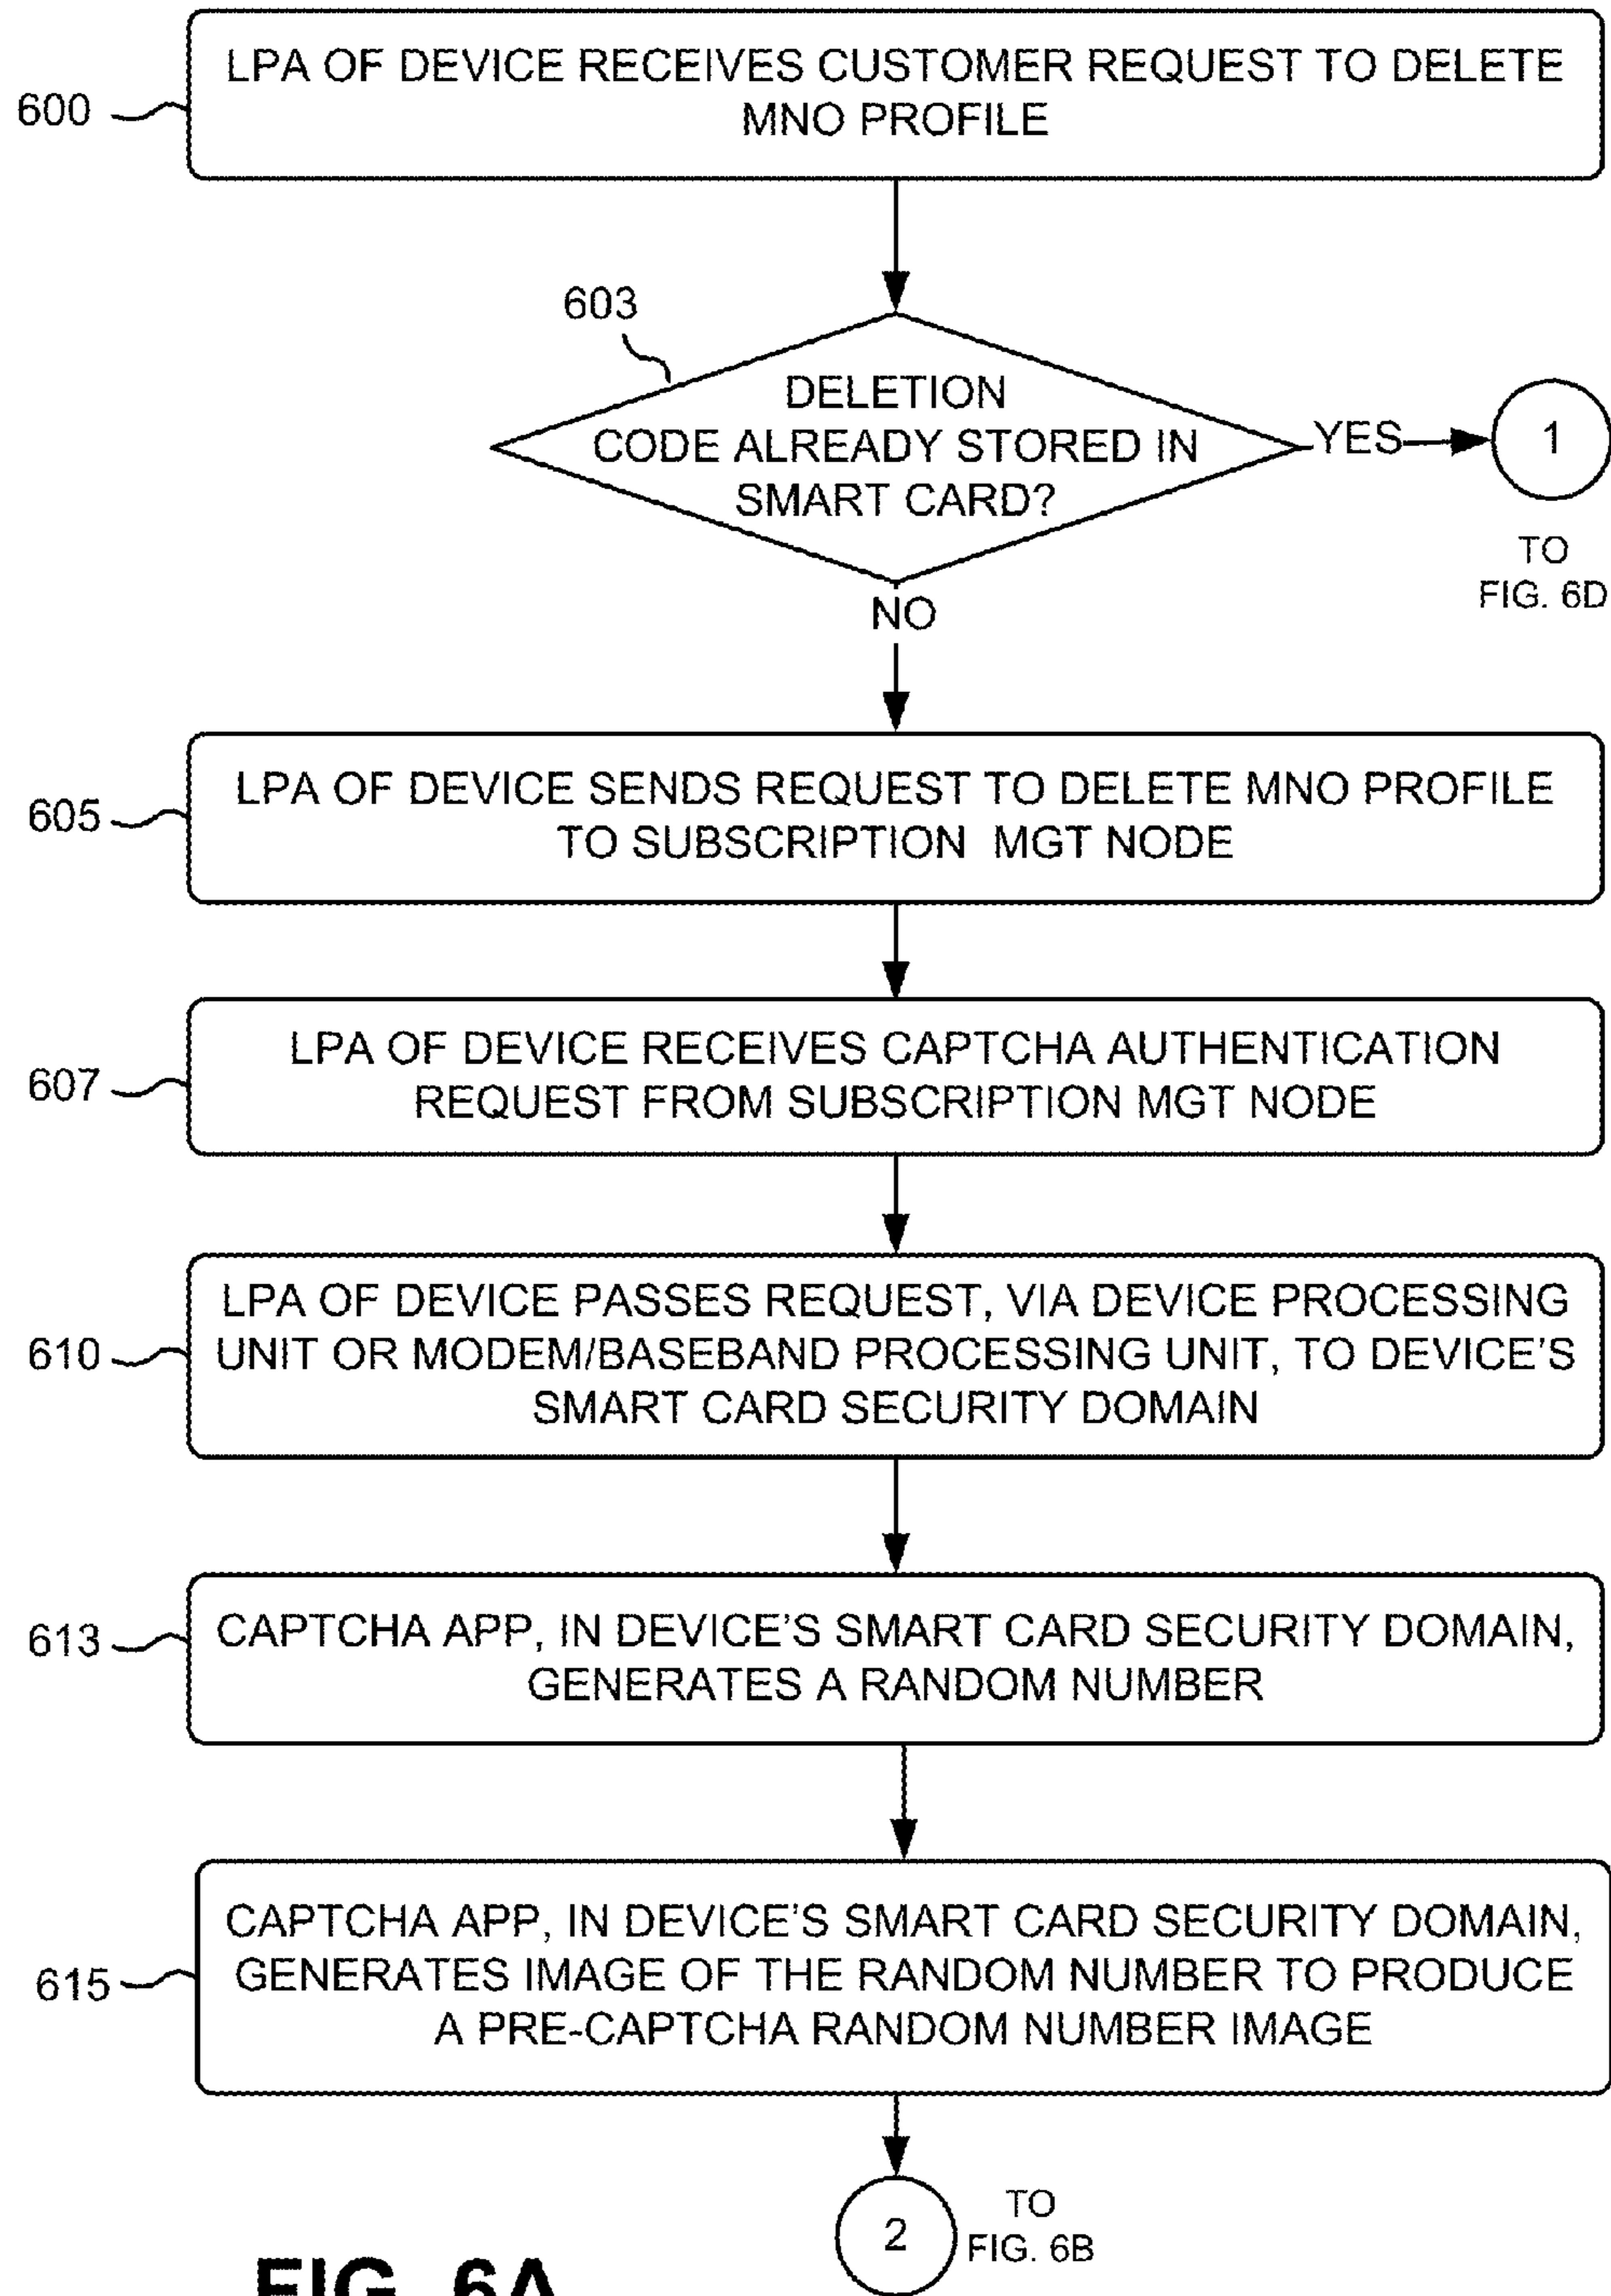 LPA OF DEVICE RECEIVES CUSTOMER REQUEST TO DELETE
MNO PROFILE
600
603
DELETION
CODE ALREADY STORED IN
SMART CARD?
YES
1
TO
FIG. 6D
NO
LPA OF DEVICE SENDS REQUEST TO DELETE MNO PROFILE
TO SUBSCRIPTION MGT NODE
605
LPA OF DEVICE RECEIVES CAPTCHA AUTHENTICATION
REQUEST FROM SUBSCRIPTION MGT NODE
607
LPA OF DEVICE PASSES REQUEST, VIA DEVICE PROCESSING
UNIT OR MODEM/BASEBAND PROCESSING UNIT, TO DEVICE'S
SMART CARD SECURITY DOMAIN
610
CAPTCHA APP, IN DEVICE'S SMART CARD SECURITY DOMAIN,
GENERATES A RANDOM NUMBER
613
CAPTCHA APP, IN DEVICE'S SMART CARD SECURITY DOMAIN,
GENERATES IMAGE OF THE RANDOM NUMBER TO PRODUCE
A PRE-CAPTCHA RANDOM NUMBER IMAGE
615
2
TO
FIG. 6B
FIG. 6A